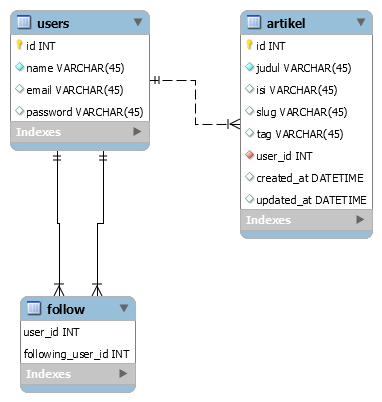 users
id INT
name VARCHAR(45)
email VARCHAR(45)
password VARCHAR(45)
Indexes
artikel
id INT
judul VARCHAR(45)
isi VARCHAR(45)
slug VARCHAR(45)
tag VARCHAR(45)
user_id INT
created_at DATETIME
updated_at DATETIME
Indexes
follow
user_id INT
following_user_id INT
Indexes